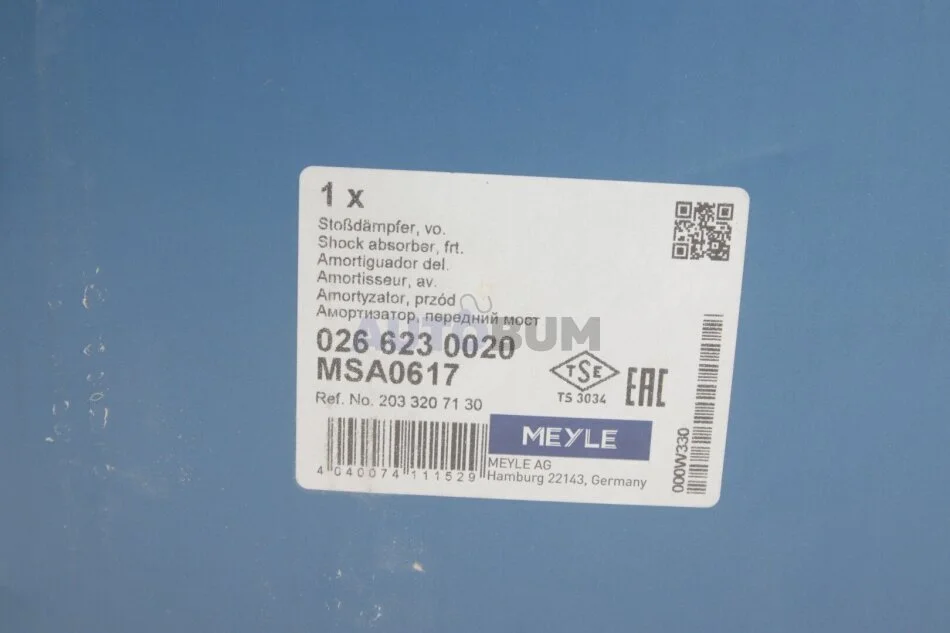 1 x
Stoßdämpfer, vo.
Shock absorber, frt.
Amortiguador del.
Amortisseur, av.
Amortyzator, przód
Амортизатор, передний мост
AUTOBUM
026 623 0020
MSA0617
TSE
TS 3034
EAC
Ref. No. 203 320 71 30
MEYLE
MEYLE AG
Hamburg 22143, Germany
4 040074 111529
000W330